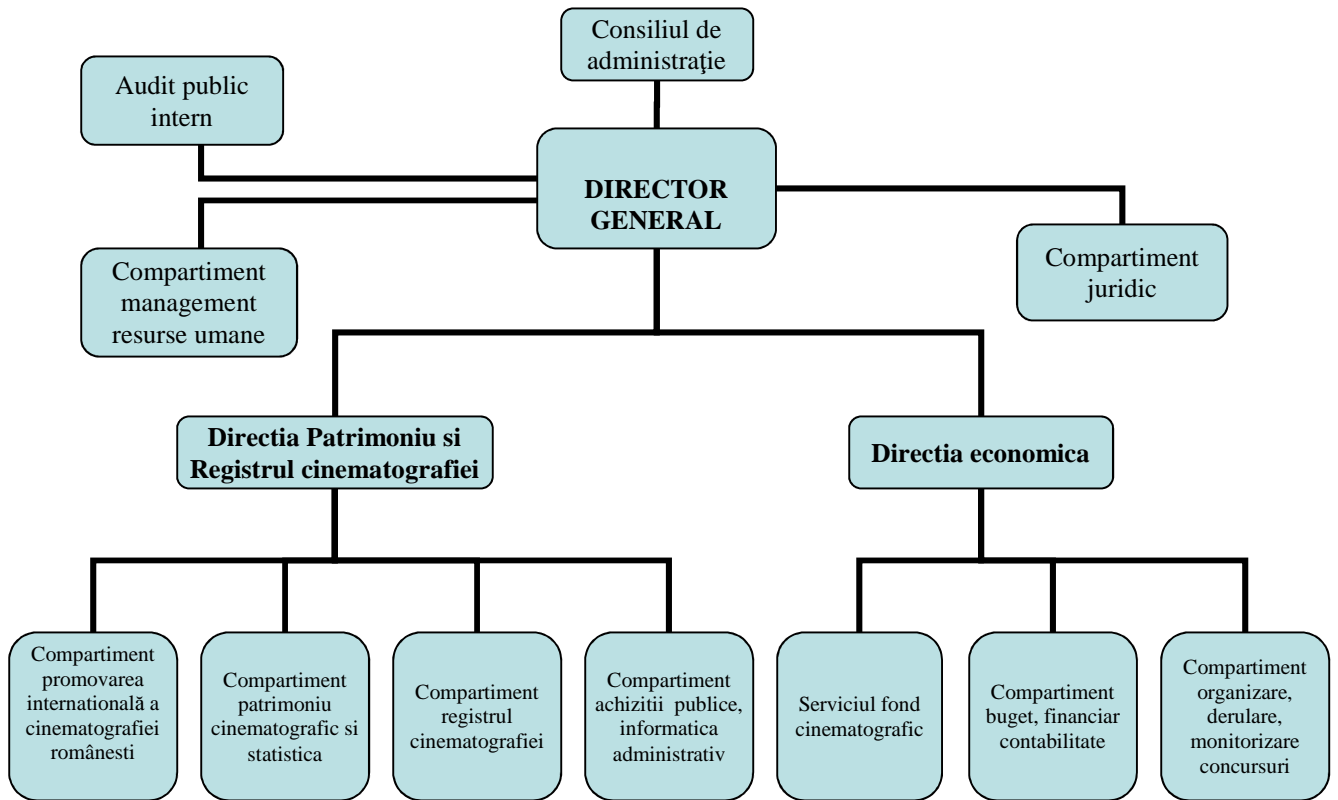 Consiliul de
administraţie
Audit public
intern
DIRECTOR
GENERAL
Compartiment
management
resurse umane
Compartiment
juridic
Directia Patrimoniu si
Registrul cinematografiei
Directia economica
Compartiment
promovarea
internatională a
cinematografiei
românesti
Compartiment
patrimoniu
cinematografic si
statistica
Compartiment
registrul
cinematografiei
Compartiment
achizitii publice,
informatica
administrativ
Serviciul fond
cinematografic
Compartiment
buget, financiar
contabilitate
Compartiment
organizare,
derulare,
monitorizare
concursuri